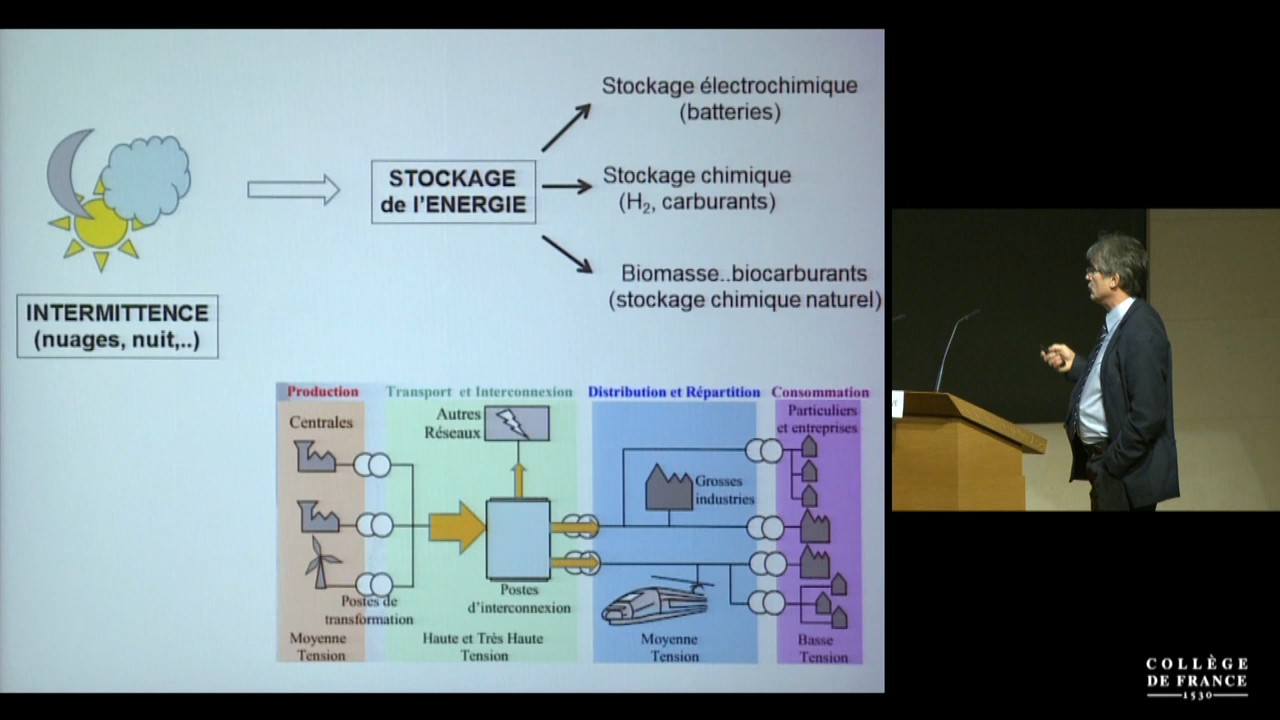 Stockage électrochimique
(batteries)
STOCKAGE
de l'ENERGIE
Stockage chimique
(H₂, carburants)
Biomasse..biocarburants
(stockage chimique naturel)
INTERMITTENCE
(nuages, nuit,..)
Production
Transport et Interconnexion
Distribution et Répartition
Consommation
Centrales
Autres
Réseaux
Particuliers
et entreprises
Grosses
industries
Postes de
transformation
Postes
d'interconnexion
Moyenne
Tension
Haute et Très Haute
Tension
Moyenne
Tension
Basse
Tension
COLLÈGE
DE FRANCE
1530